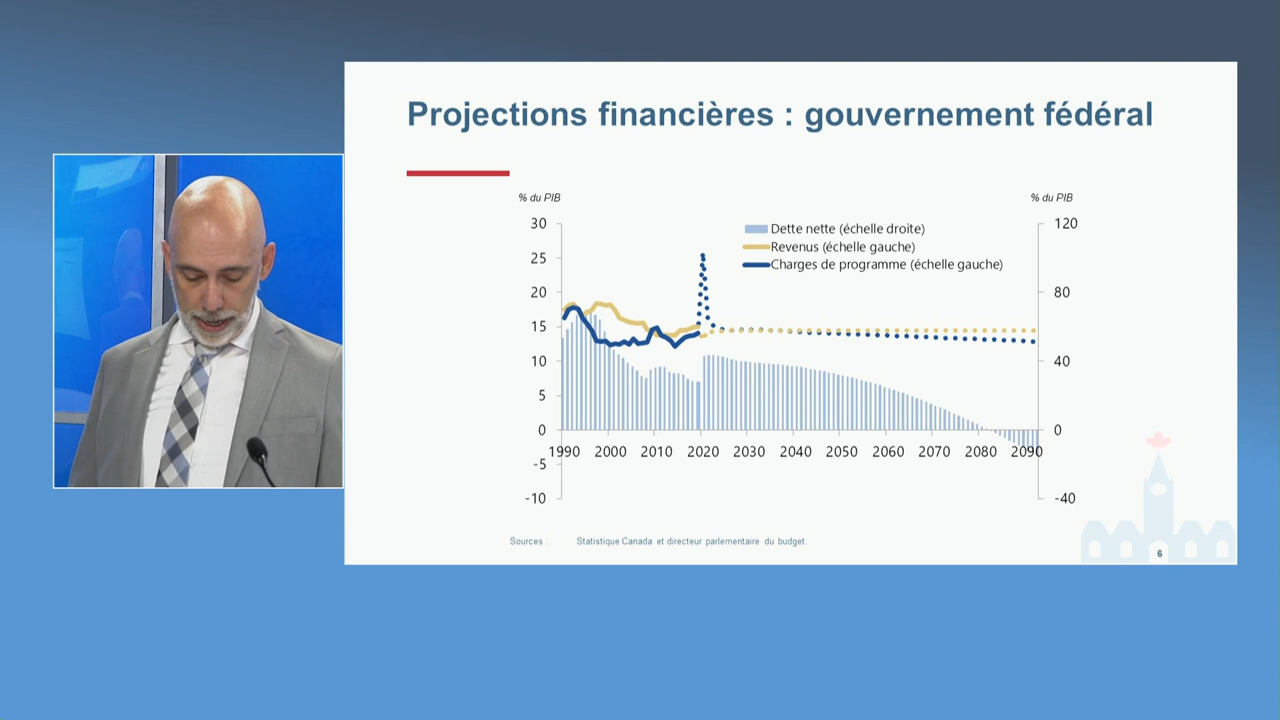 Projections financières : gouvernement fédéral
% du PIB
% du PIB
30
25
20
15
10
5
0
-5
-10
120
80
40
0
-40
Dette nette (échelle droite)
Revenus (échelle gauche)
Charges de programme (échelle gauche)
1990 2000 2010 2020 2030 2040 2050 2060 2070 2080 2090
Sources : Statistique Canada et directeur parlementaire du budget.
6